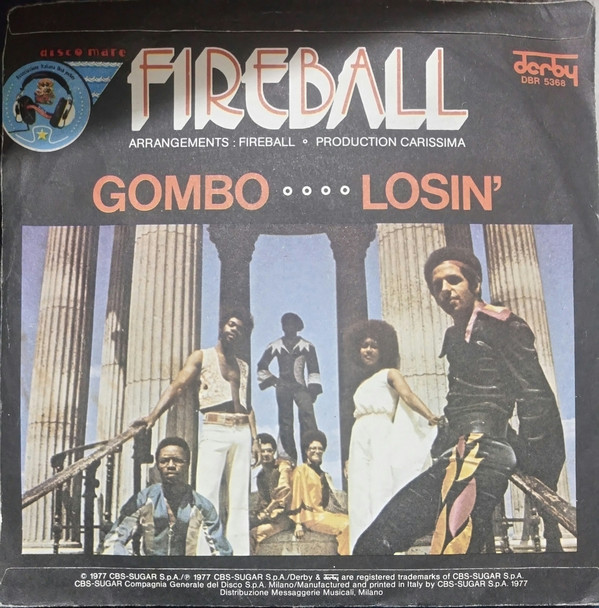 disco mate
FIREBALL
derby
DBR 5368
ARRANGEMENTS : FIREBALL ∘ PRODUCTION CARISSIMA
GOMBO ∘∘∘∘ LOSIN'
© 1977 CBS-SUGAR S.p.A./℗ 1977 CBS-SUGAR S.p.A./Derby & derby are registered trademarks of CBS-SUGAR S.p.A.
CBS-SUGAR Compagnia Generale del Disco S.p.A. Milano/Manufactured and printed in Italy by CBS-SUGAR S.p.A. 1977
Distribuzione Messaggerie Musicali, Milano